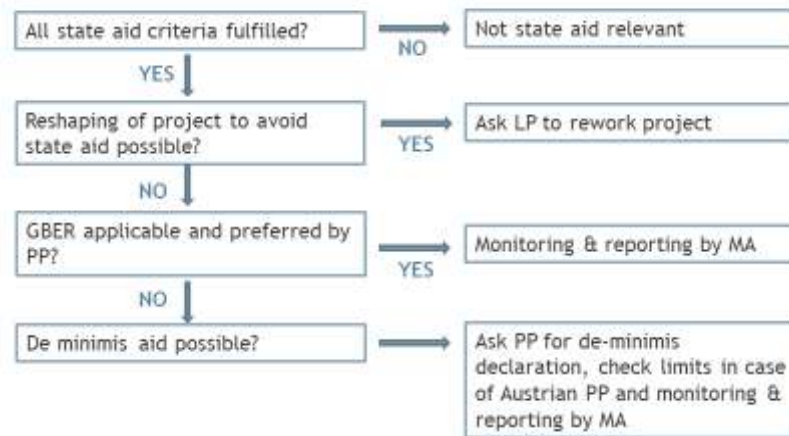 All state aid criteria fulfilled?
NO
Not state aid relevant
YES
Reshaping of project to avoid
state aid possible?
YES
Ask LP to rework project
NO
GBER applicable and preferred by
PP?
YES
Monitoring & reporting by MA
NO
De minimis aid possible?
Ask PP for de-minimis
declaration, check limits in case
of Austrian PP and monitoring &
reporting by MA